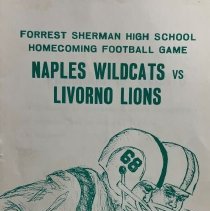 FORREST SHERMAN HIGH SCHOOL
HOMECOMING FOOTBALL GAME
NAPLES WILDCATS vs
LIVORNO LIONS
68